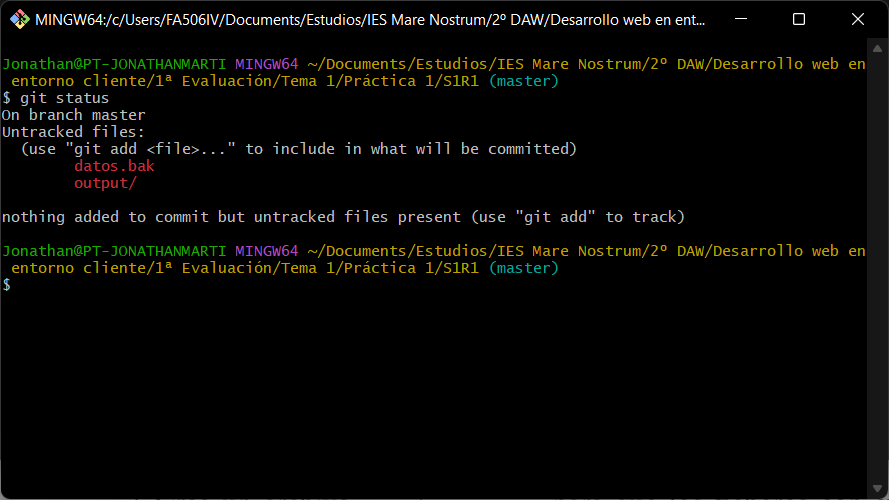 MINGW64:/c/Users/FA506IV/Documents/Estudios/IES Mare Nostrum/2º DAW/Desarrollo web en ent...
Jonathan@PT-JONATHANMARTI MINGW64 ~/Documents/Estudios/IES Mare Nostrum/2º DAW/Desarrollo web en
entorno cliente/1ª Evaluación/Tema 1/Práctica 1/S1R1 (master)
$ git status
On branch master
Untracked files:
(use "git add <file>..." to include in what will be committed)
datos.bak
output/
nothing added to commit but untracked files present (use "git add" to track)
Jonathan@PT-JONATHANMARTI MINGW64 ~/Documents/Estudios/IES Mare Nostrum/2º DAW/Desarrollo web en
entorno cliente/1ª Evaluación/Tema 1/Práctica 1/S1R1 (master)
$